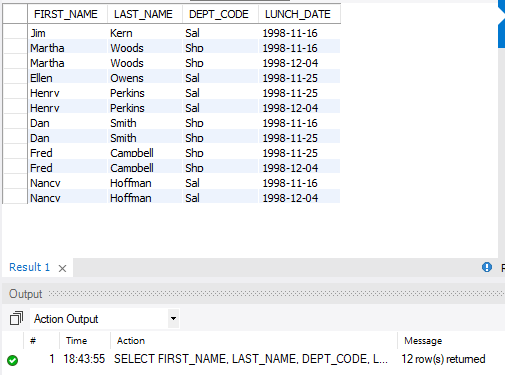 FIRST_NAME LAST_NAME DEPT_CODE LUNCH_DATE
Jim Kern Sal 1998-11-16
Martha Woods Shp 1998-11-16
Martha Woods Shp 1998-12-04
Ellen Owens Sal 1998-11-25
Henry Perkins Sal 1998-11-25
Henry Perkins Sal 1998-12-04
Dan Smith Shp 1998-11-16
Dan Smith Shp 1998-11-25
Fred Campbell Shp 1998-11-25
Fred Campbell Shp 1998-12-04
Nancy Hoffman Sal 1998-11-16
Nancy Hoffman Sal 1998-12-04
Result 1
Output
Action Output
# Time Action Message
1 18:43:55 SELECT FIRST_NAME, LAST_NAME, DEPT_CODE, L... 12 row(s) returned